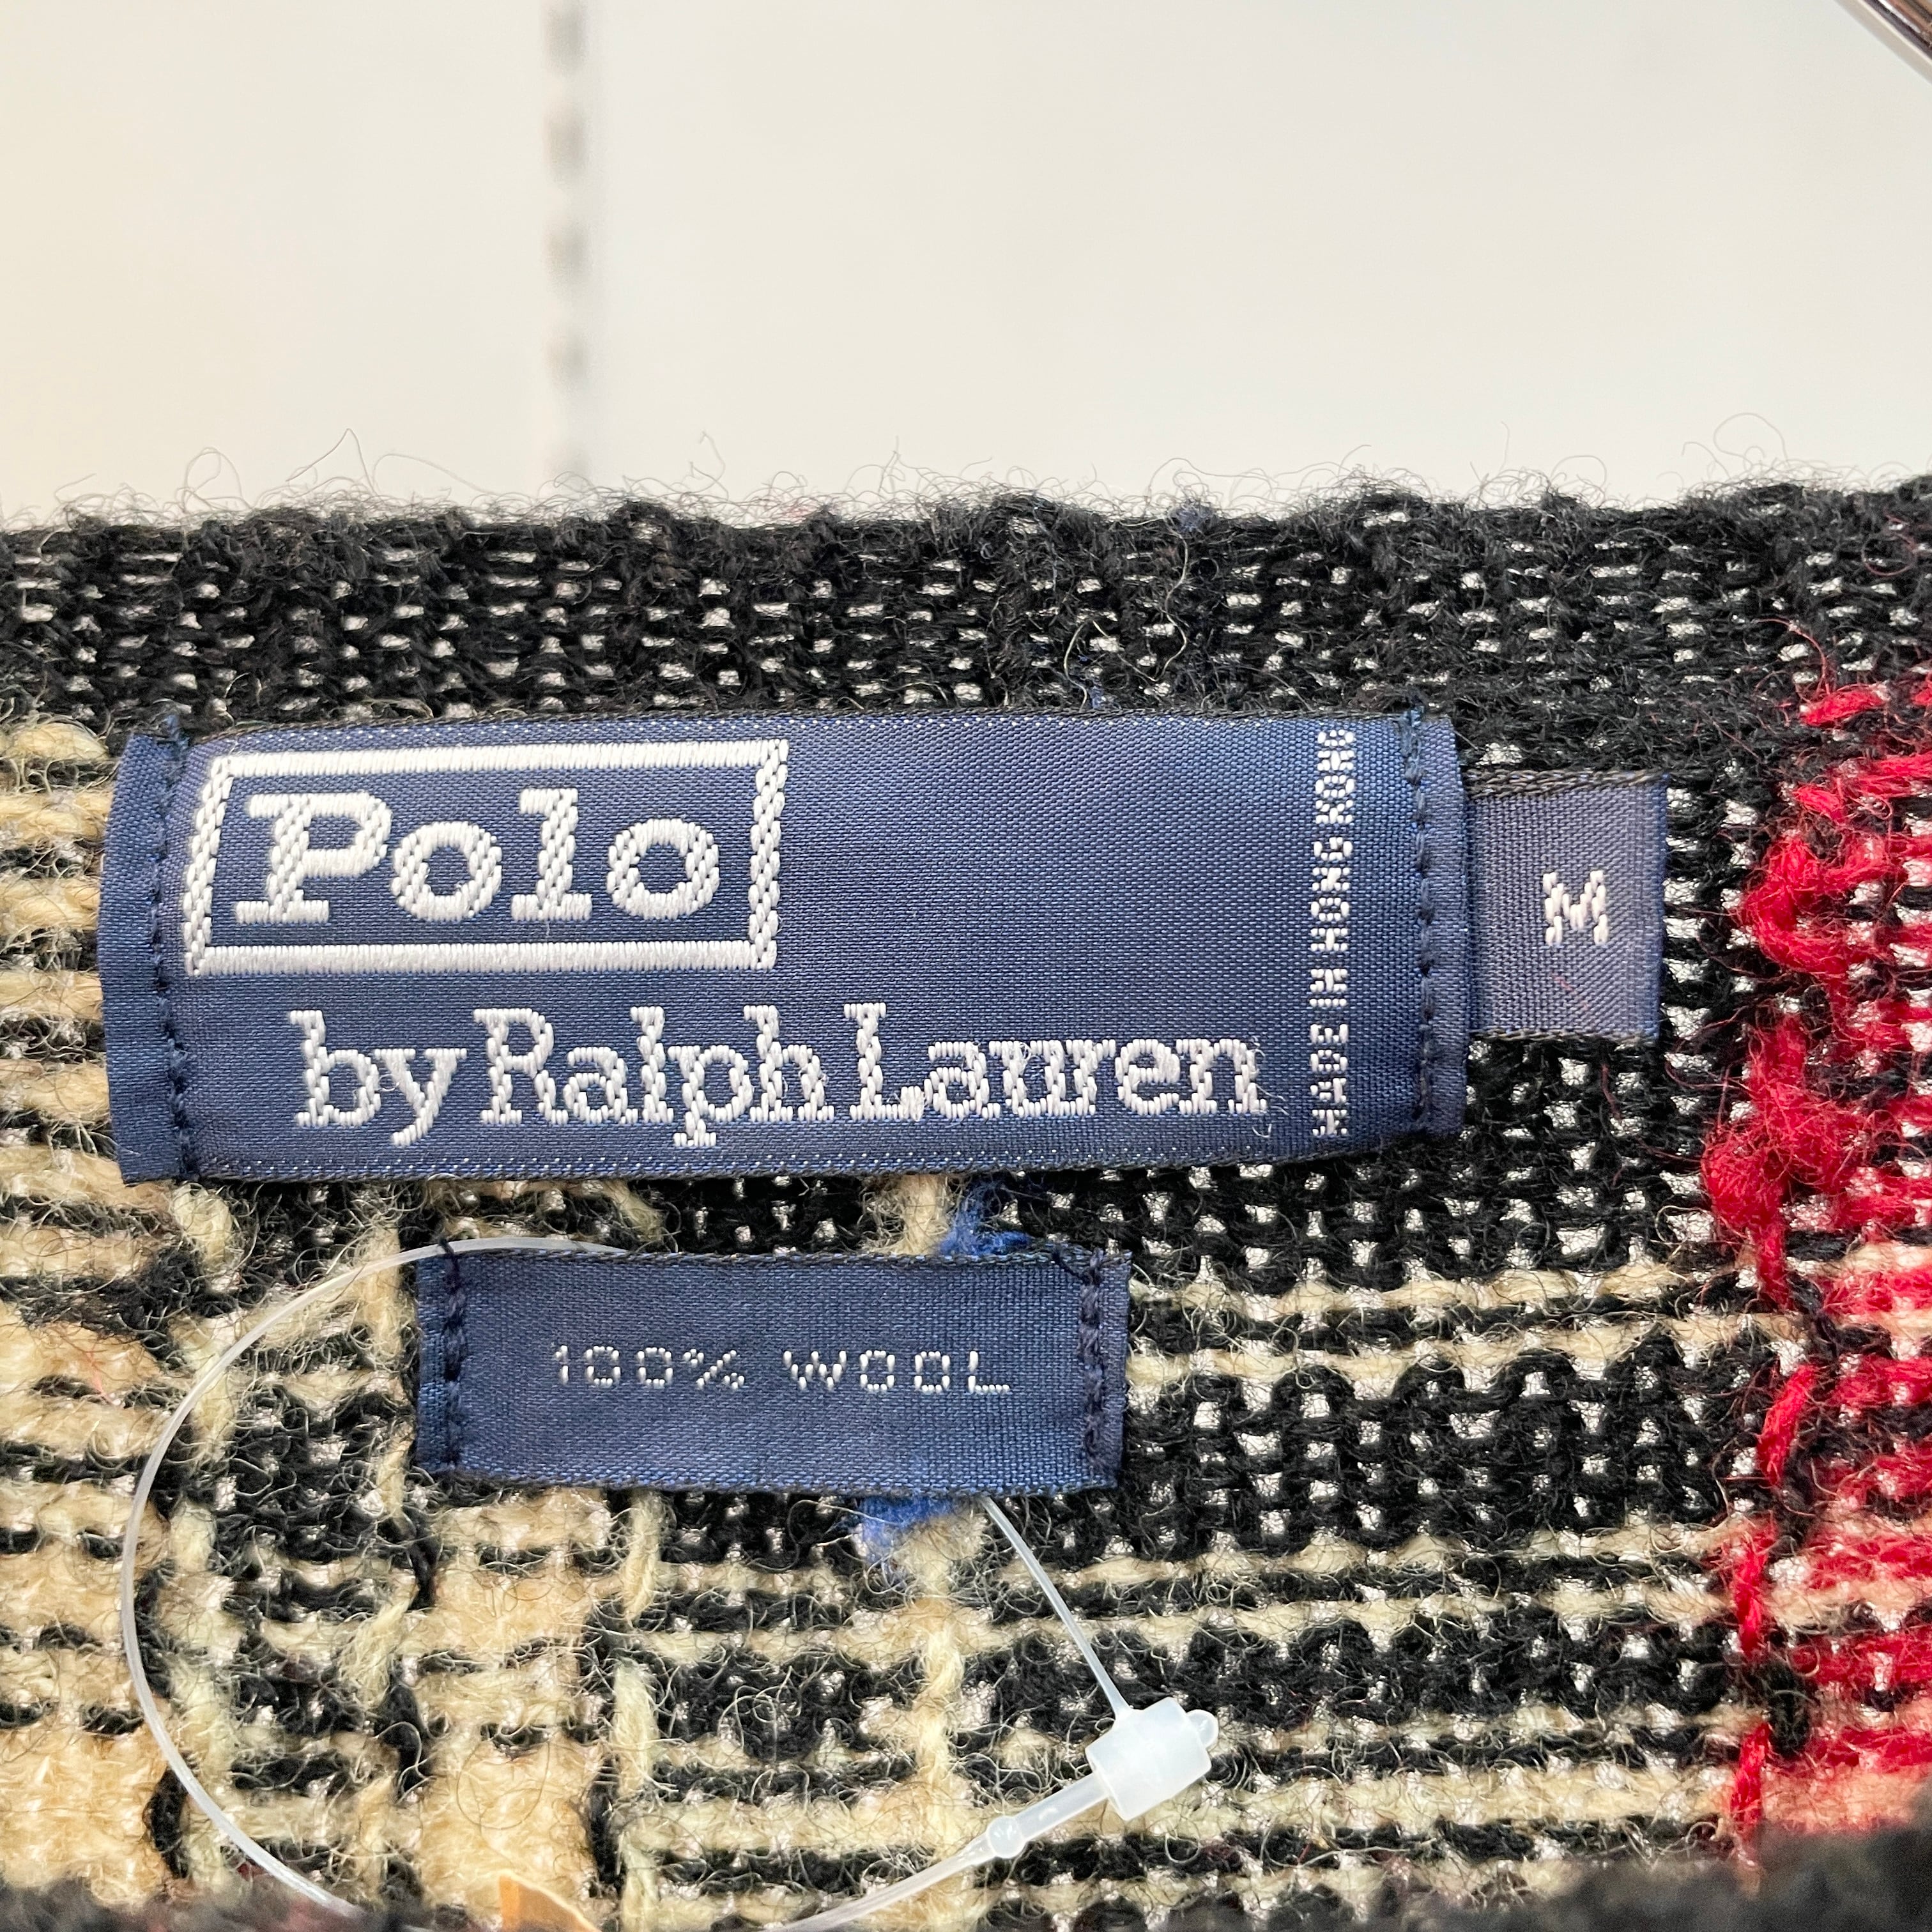 Polo
by Ralph Lauren
MADE IN HONG KONG
M
100% WOOL